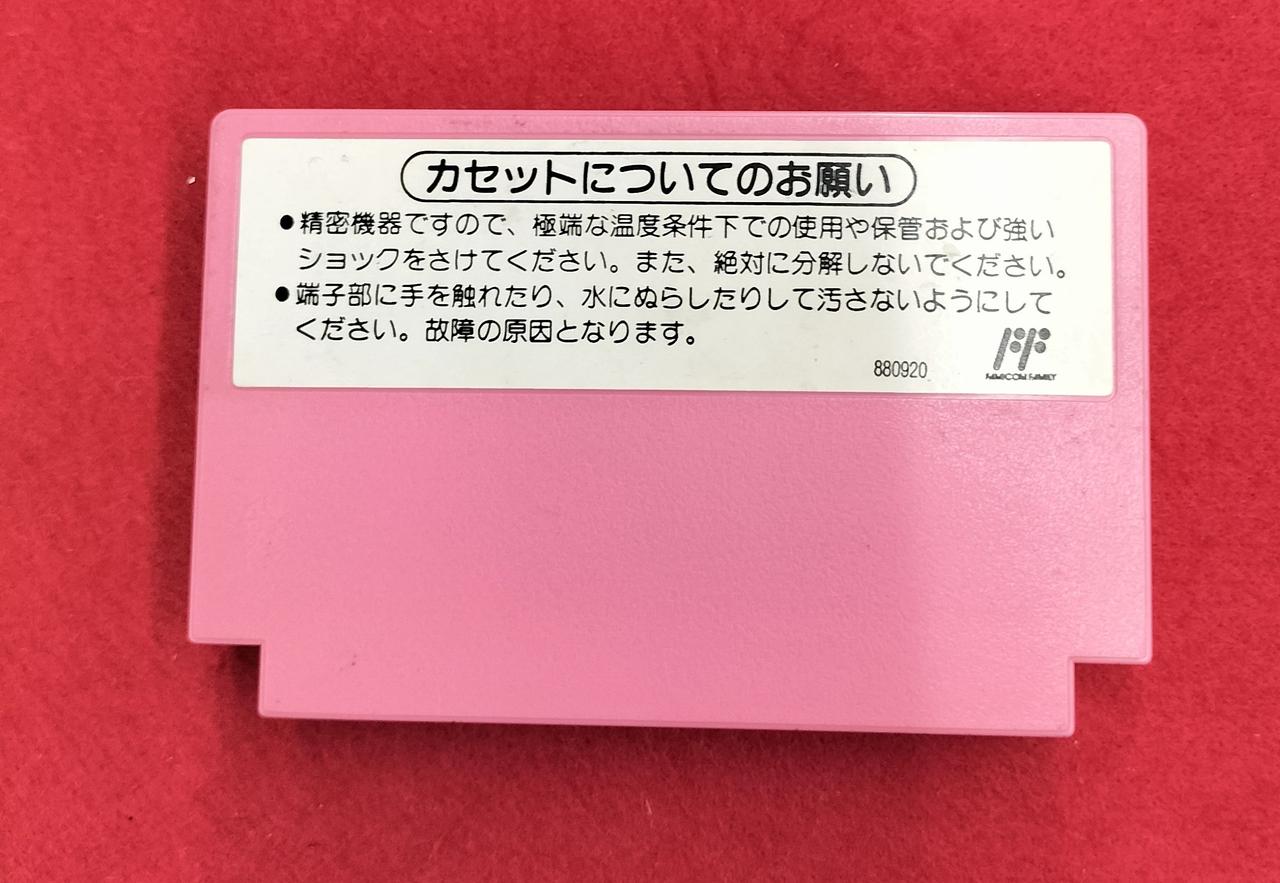 カセットについてのお願い
●精密機器ですので、極端な温度条件下での使用や保管および強い
ショックをさけてください。また、絶対に分解しないでください。
●端子部に手を触れたり、水にぬらしたりして汚さないようにして
ください。故障の原因となります。
880920
FAMICOM FAMILY